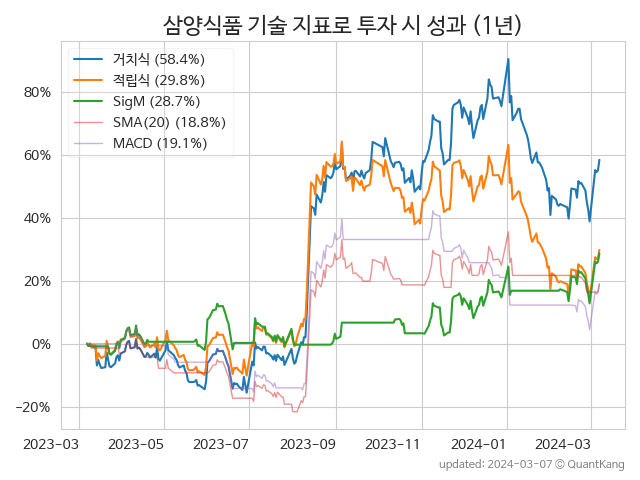 삼양식품 기술 지표로 투자 시 성과 (1년)
거치식 (58.4%)
적립식 (29.8%)
SigM (28.7%)
SMA(20) (18.8%)
MACD (19.1%)
80%
60%
40%
20%
0%
−20%
2023−03 2023−05 2023−07 2023−09 2023−11 2024−01 2024−03
updated: 2024−03−07 © QuantKang